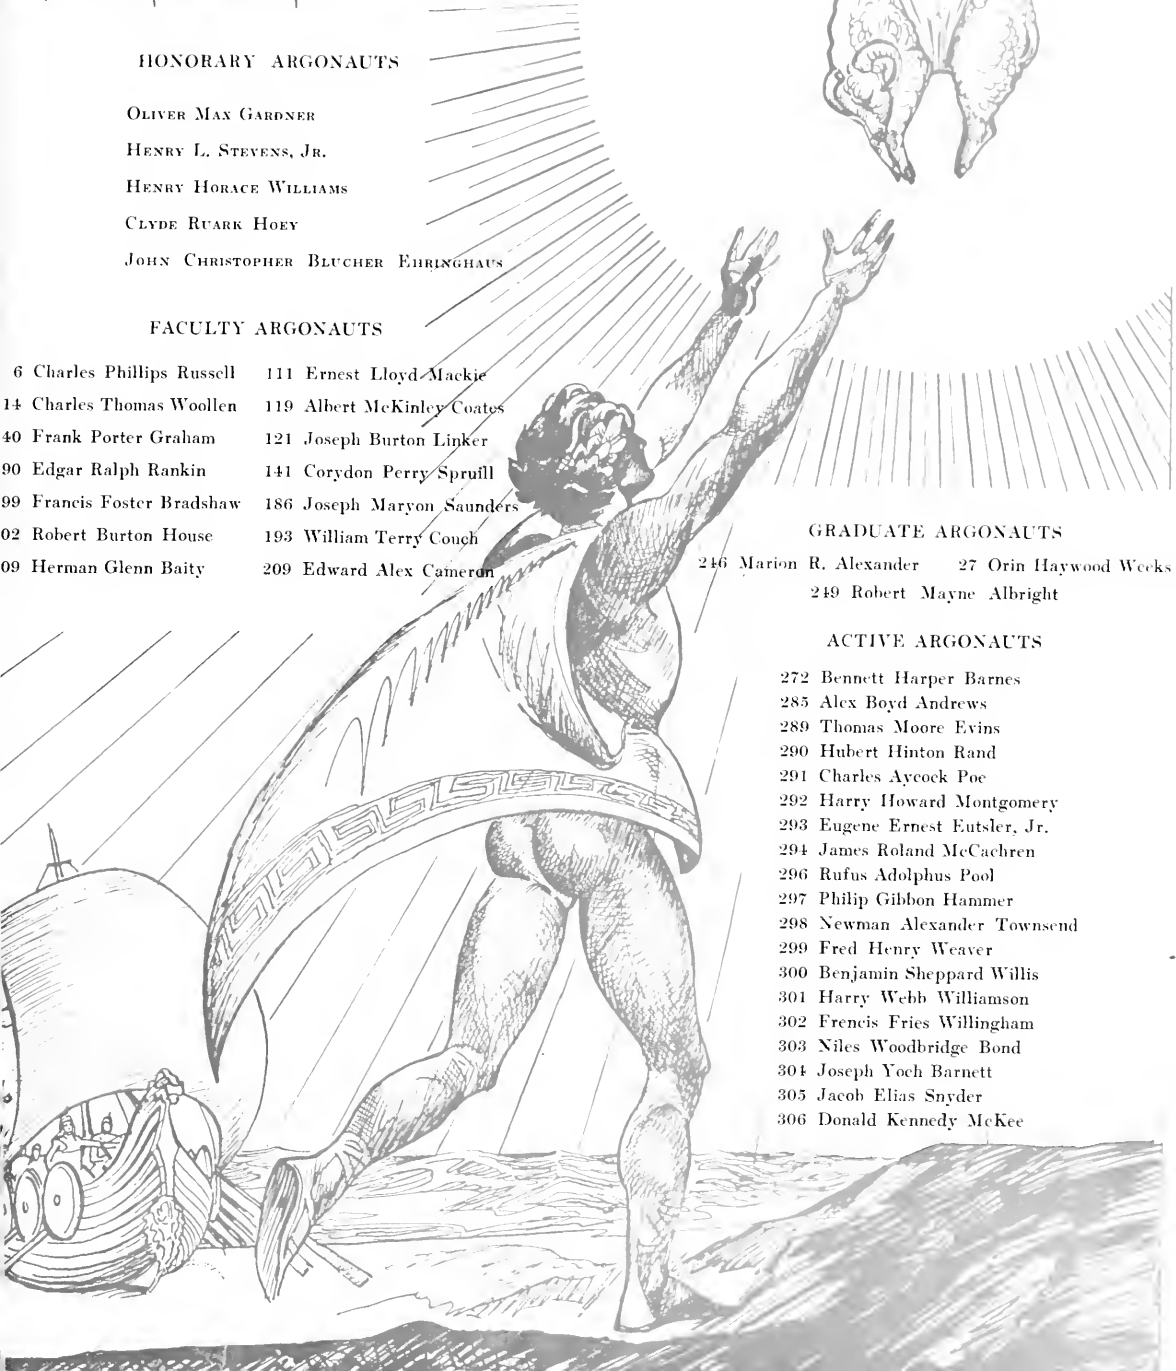 HONORARY ARGONAUTS
OLIVER MAX GARDNER
HENRY L. STEVENS, JR.
HENRY HORACE WILLIAMS
CLYDE RUARK HOEY
JOHN CHRISTOPHER BLUCHER EHRINGHAUS
FACULTY ARGONAUTS
6 Charles Phillips Russell
14 Charles Thomas Woollen
40 Frank Porter Graham
90 Edgar Ralph Rankin
99 Francis Foster Bradshaw
02 Robert Burton House
09 Herman Glenn Baity
111 Ernest Lloyd Mackie
119 Albert McKinley Coates
121 Joseph Burton Linker
141 Corydon Perry Spruill
186 Joseph Maryon Saunders
193 William Terry Couch
209 Edward Alex Cameron
GRADUATE ARGONAUTS
246 Marion R. Alexander 27 Orin Haywood Weeks
249 Robert Mayne Albright
ACTIVE ARGONAUTS
272 Bennett Harper Barnes
285 Alex Boyd Andrews
289 Thomas Moore Evins
290 Hubert Hinton Rand
291 Charles Aycock Poe
292 Harry Howard Montgomery
293 Eugene Ernest Eutsler, Jr.
294 James Roland McCachren
296 Rufus Adolphus Pool
297 Philip Gibbon Hammer
298 Newman Alexander Townsend
299 Fred Henry Weaver
300 Benjamin Sheppard Willis
301 Harry Webb Williamson
302 Frencis Fries Willingham
303 Niles Woodbridge Bond
304 Joseph Yoch Barnett
305 Jacob Elias Snyder
306 Donald Kennedy McKee